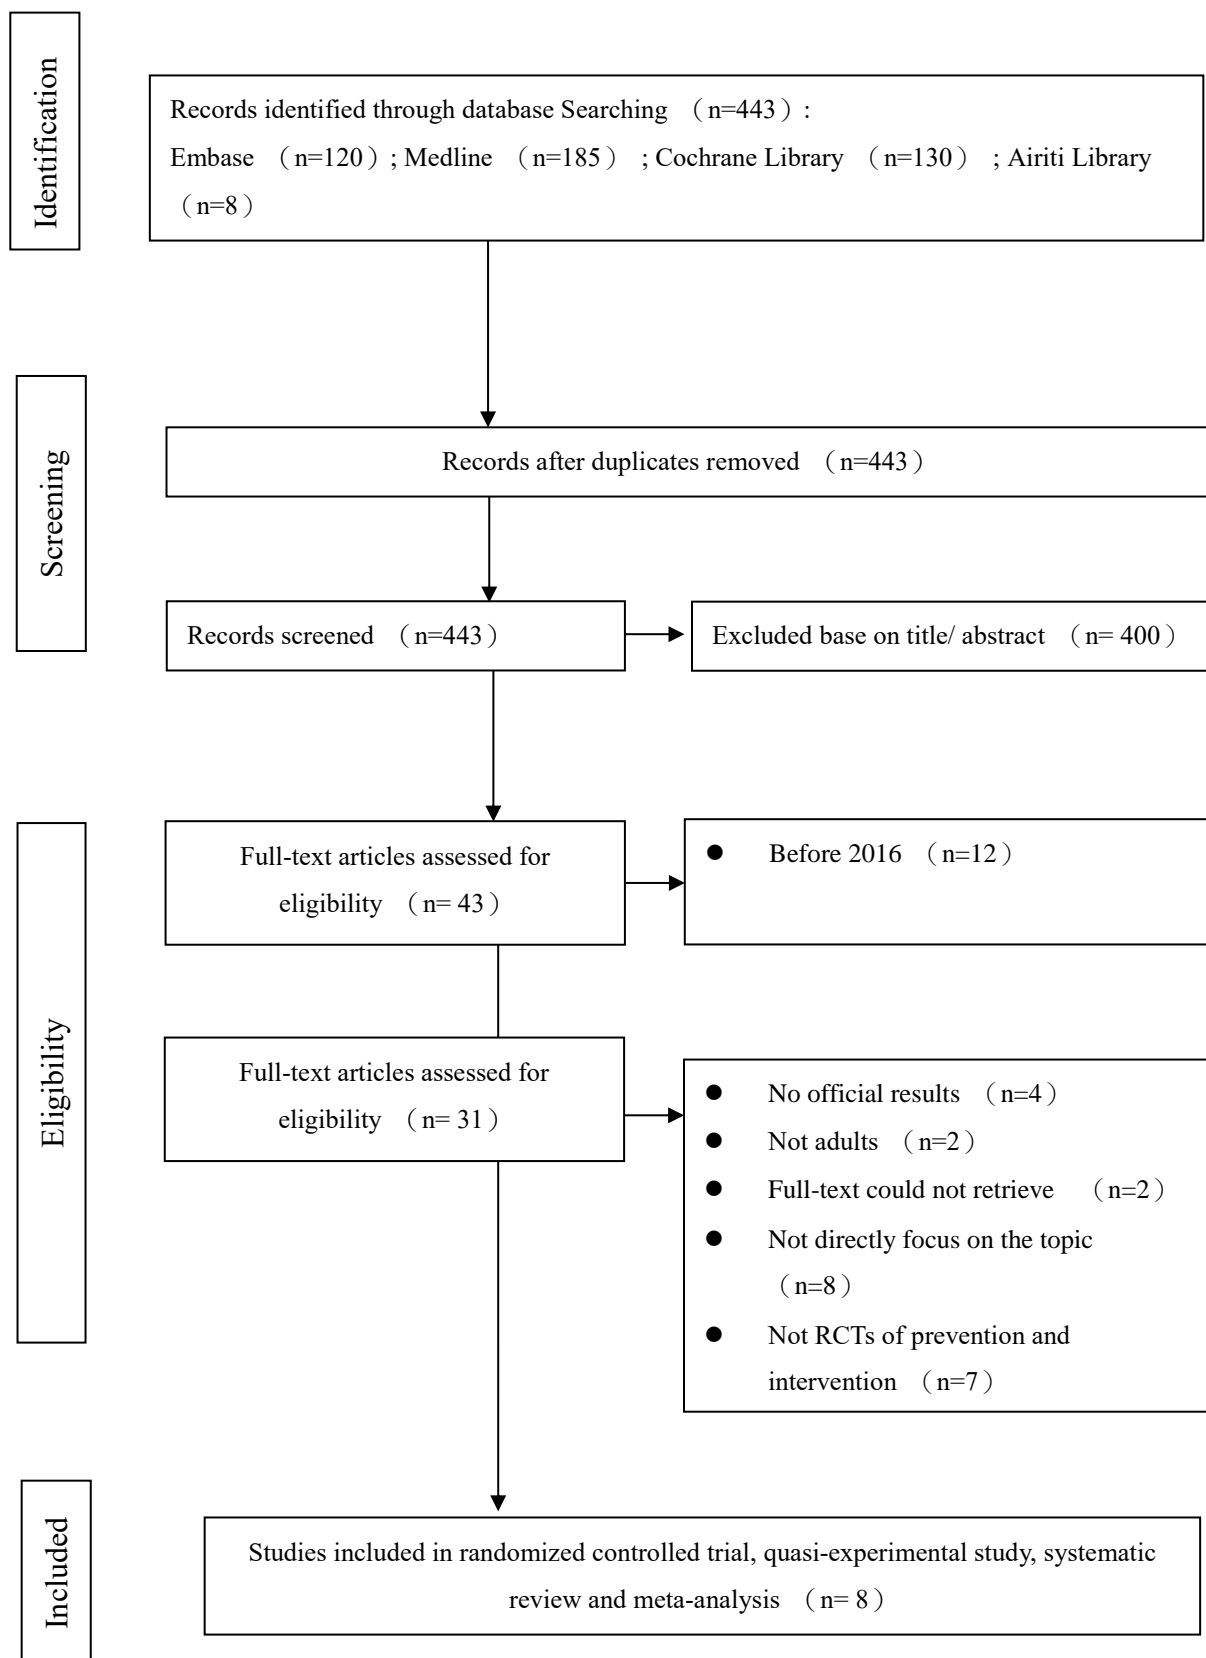 Identification
Records identified through database Searching （n=443）:
Embase （n=120）; Medline （n=185） ; Cochrane Library （n=130） ; Airiti Library
（n=8）
Screening
Records after duplicates removed （n=443）
Records screened （n=443）
Excluded base on title/ abstract （n= 400）
Eligibility
Full-text articles assessed for
eligibility （n= 43）
● Before 2016 （n=12）
Full-text articles assessed for
eligibility （n= 31）
● No official results （n=4）
● Not adults （n=2）
● Full-text could not retrieve （n=2）
● Not directly focus on the topic
（n=8）
● Not RCTs of prevention and
intervention （n=7）
Included
Studies included in randomized controlled trial, quasi-experimental study, systematic
review and meta-analysis （n= 8）